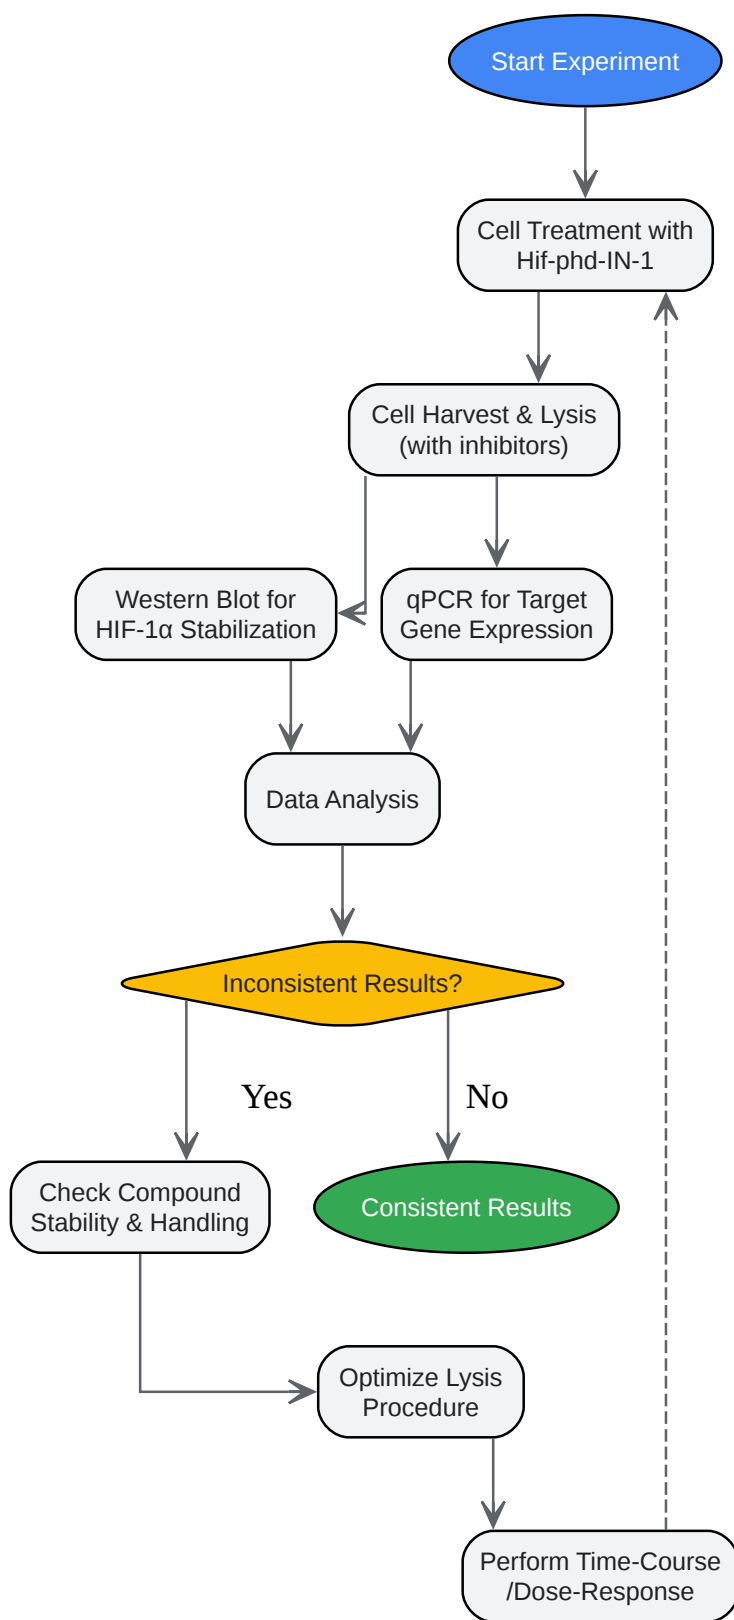 Start Experiment
Cell Treatment with
Hif-phd-IN-1
Cell Harvest & Lysis
(with inhibitors)
Western Blot for
HIF-1α Stabilization
qPCR for Target
Gene Expression
Data Analysis
Inconsistent Results?
Yes
No
Check Compound
Stability & Handling
Consistent Results
Optimize Lysis
Procedure
Perform Time-Course
/Dose-Response